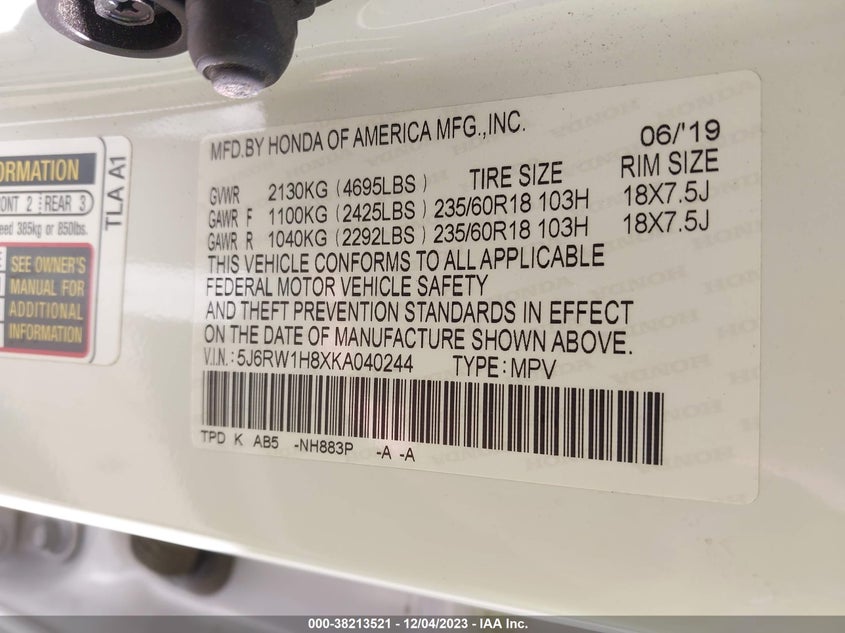 MFD.BY HONDA OF AMERICA MFG.,INC. 06/'19
GVWR 2130KG (4695LBS) TIRE SIZE RIM SIZE
GAWR F 1100KG (2425LBS) 235/60R18 103H 18X7.5J
GAWR R 1040KG (2292LBS) 235/60R18 103H 18X7.5J
THIS VEHICLE CONFORMS TO ALL APPLICABLE
FEDERAL MOTOR VEHICLE SAFETY
AND THEFT PREVENTION STANDARDS IN EFFECT
ON THE DATE OF MANUFACTURE SHOWN ABOVE.
V.I.N.: 5J6RW1H8XKA040244 TYPE: MPV
TPD K AB5 -NH883P -A -A
TLA A1
2 REAR 3
385kg or 850lbs.
SEE OWNER'S
MANUAL FOR
ADDITIONAL
INFORMATION
000-38213521 - 12/04/2023 - IAA Inc.